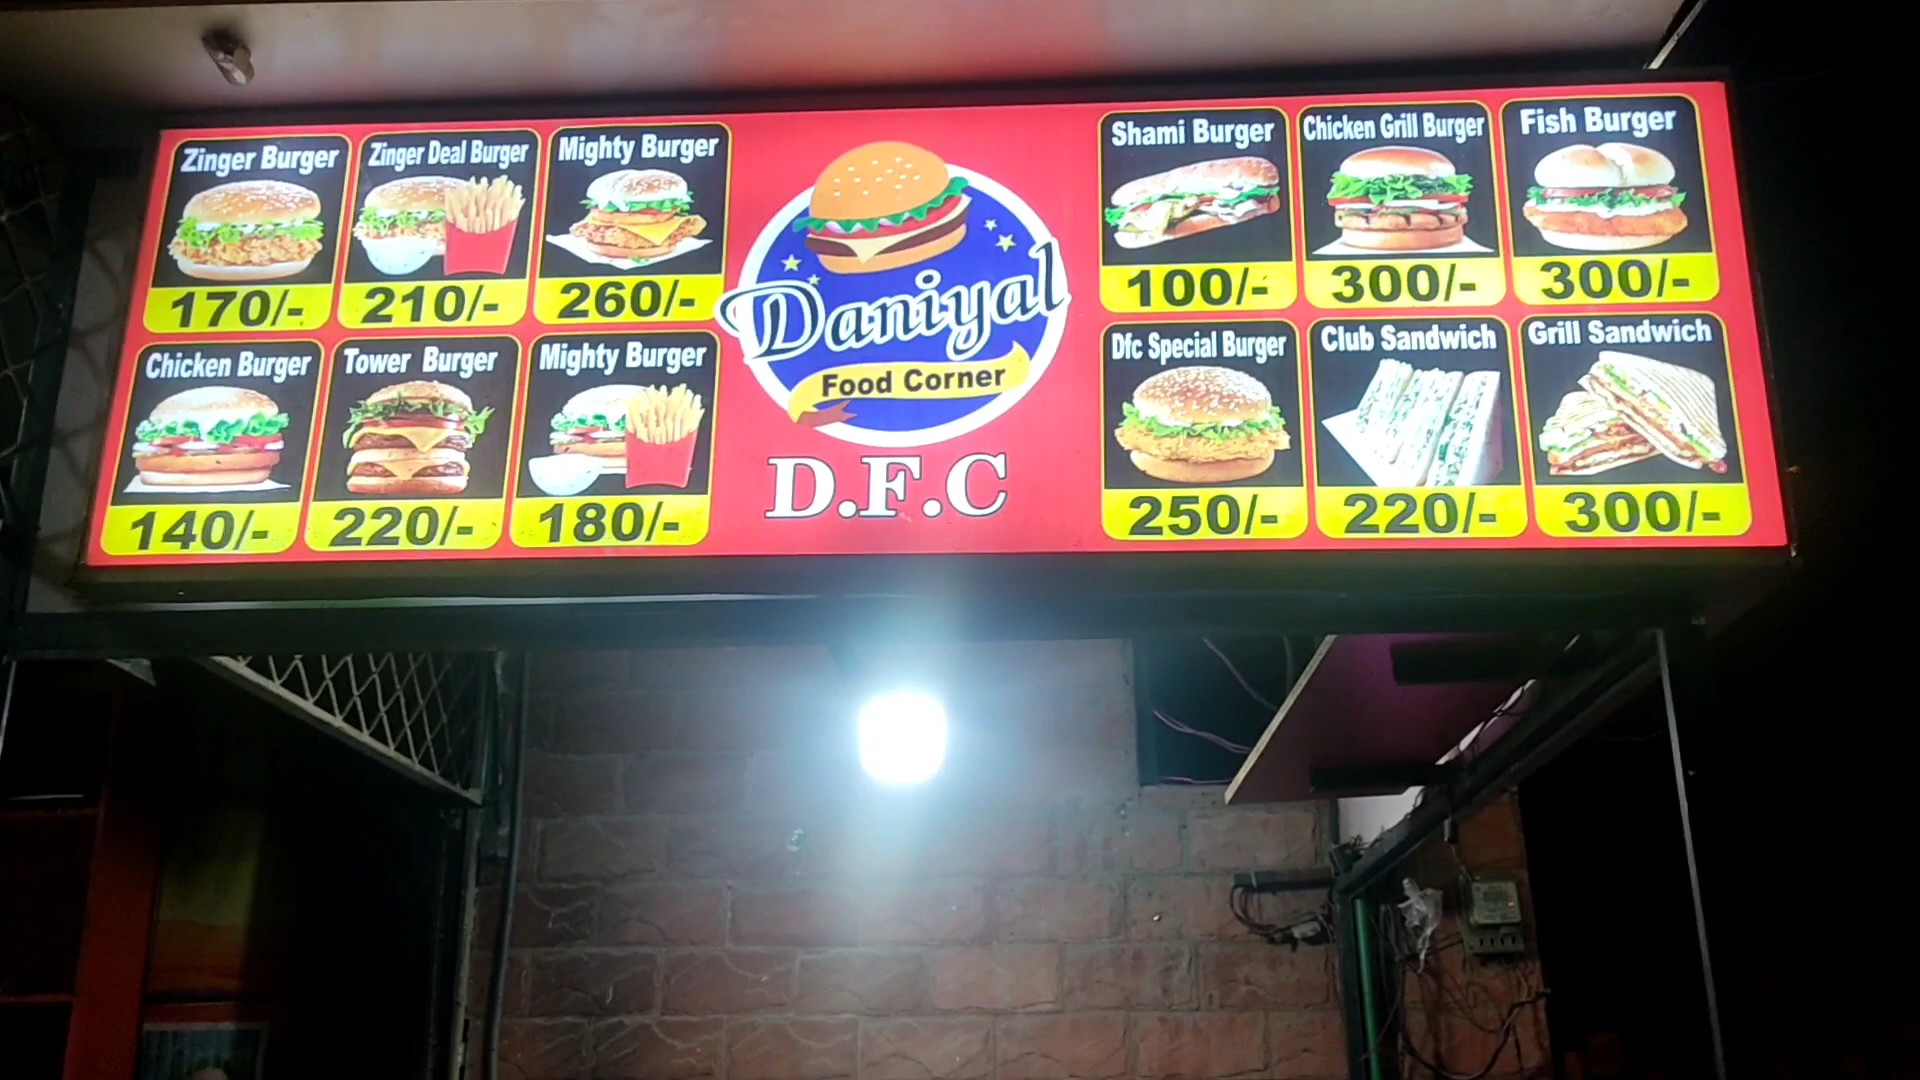 Zinger Burger
170/-
Zinger Deal Burger
210/-
Mighty Burger
260/-
Chicken Burger
140/-
Tower Burger
220/-
Mighty Burger
180/-
Daniyal
Food Corner
D.F.C
Shami Burger
100/-
Chicken Grill Burger
300/-
Fish Burger
300/-
Dfc Special Burger
250/-
Club Sandwich
220/-
Grill Sandwich
300/-